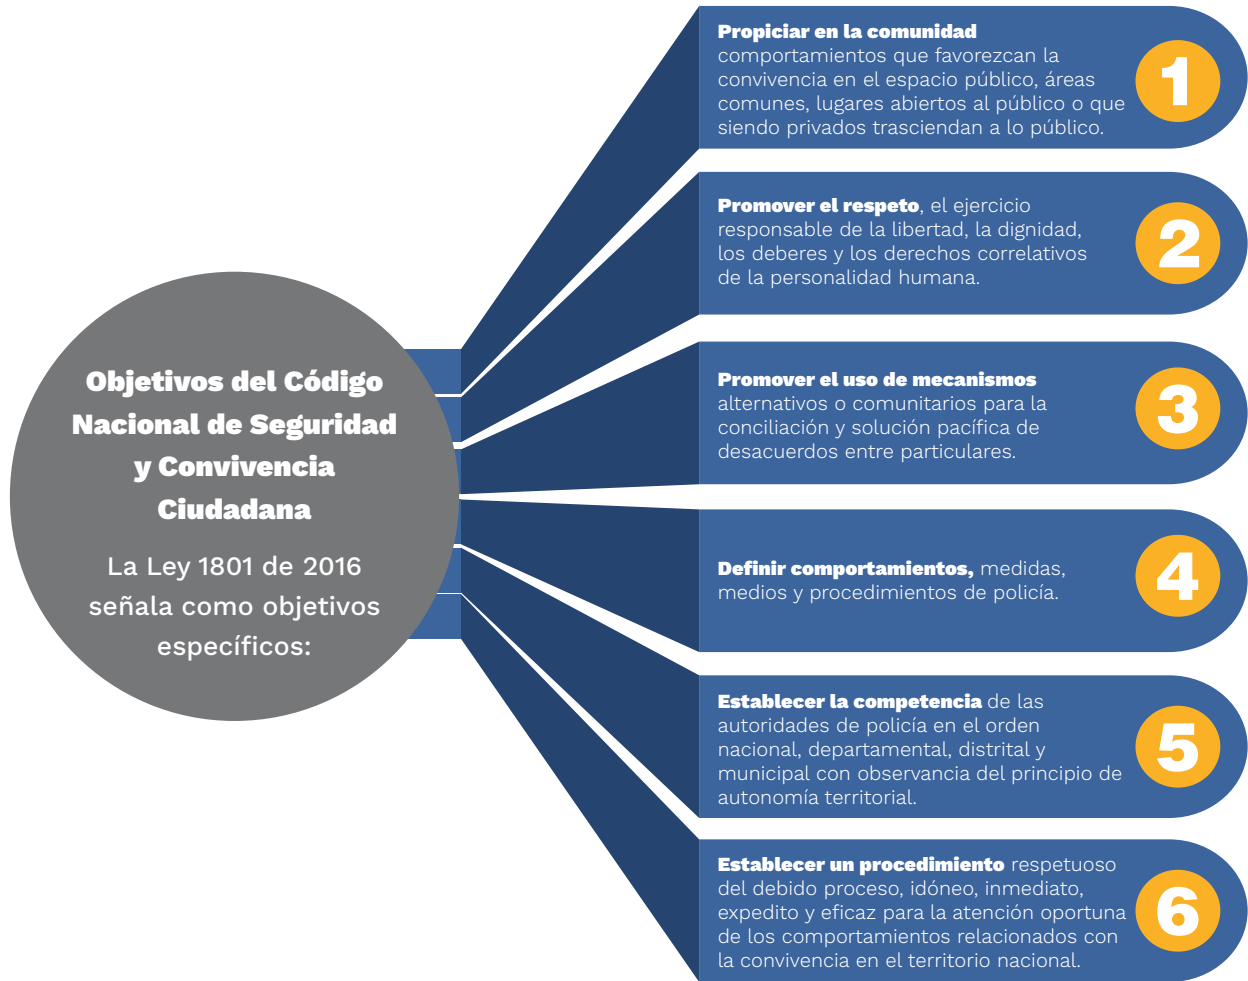 Objetivos del Código
Nacional de Seguridad
y Convivencia
Ciudadana
La Ley 1801 de 2016
señala como objetivos
específicos:
Propiciar en la comunidad
comportamientos que favorezcan la
convivencia en el espacio público, áreas
comunes, lugares abiertos al público o que
siendo privados trasciendan a lo público.
1
Promover el respeto, el ejercicio
responsable de la libertad, la dignidad,
los deberes y los derechos correlativos
de la personalidad humana.
2
Promover el uso de mecanismos
alternativos o comunitarios para la
conciliación y solución pacífica de
desacuerdos entre particulares.
3
Definir comportamientos, medidas,
medios y procedimientos de policía.
4
Establecer la competencia de las
autoridades de policía en el orden
nacional, departamental, distrital y
municipal con observancia del principio de
autonomía territorial.
5
Establecer un procedimiento respetuoso
del debido proceso, idóneo, inmediato,
expedito y eficaz para la atención oportuna
de los comportamientos relacionados con
la convivencia en el territorio nacional.
6